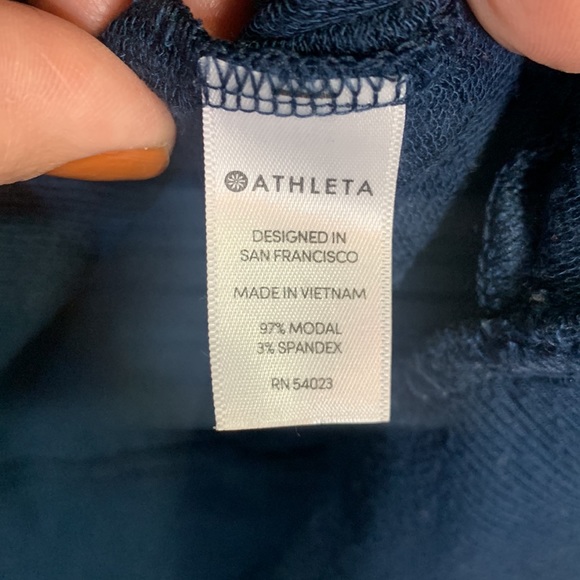 ATHLETA
DESIGNED IN
SAN FRANCISCO
MADE IN VIETNAM
97% MODAL
3% SPANDEX
RN 54023